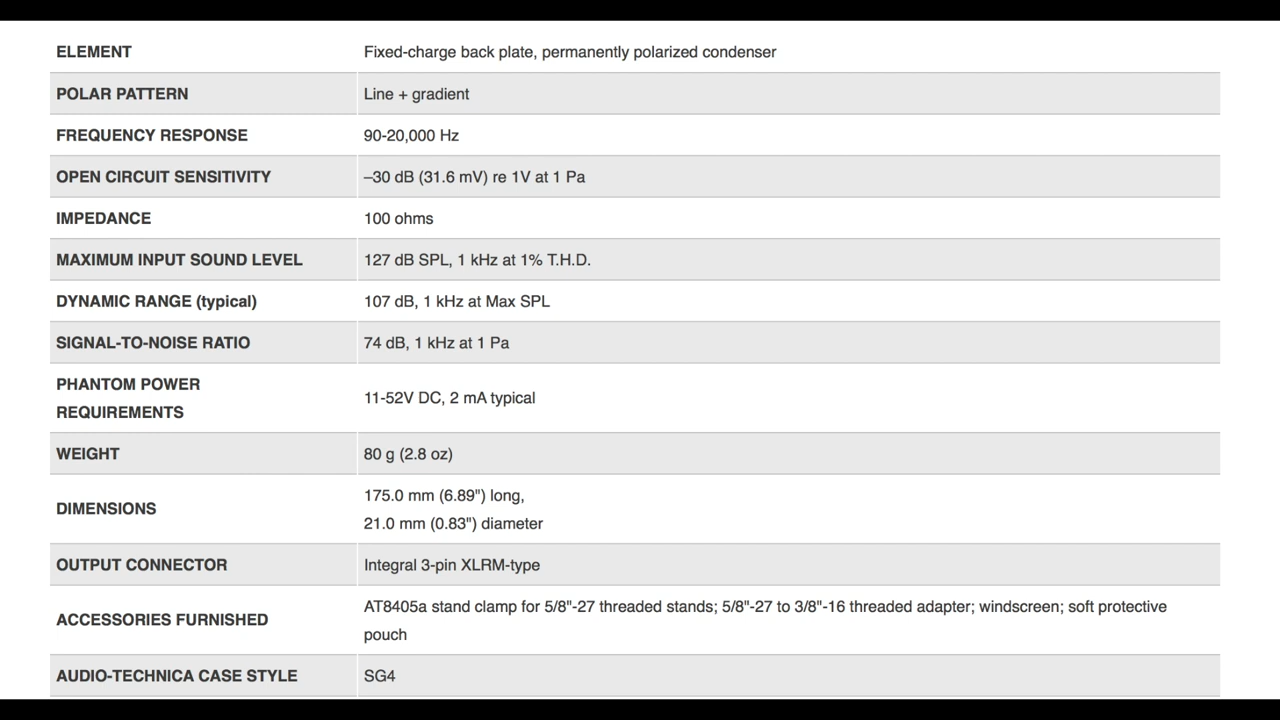 ELEMENT Fixed-charge back plate, permanently polarized condenser
POLAR PATTERN Line + gradient
FREQUENCY RESPONSE 90-20,000 Hz
OPEN CIRCUIT SENSITIVITY –30 dB (31.6 mV) re 1V at 1 Pa
IMPEDANCE 100 ohms
MAXIMUM INPUT SOUND LEVEL 127 dB SPL, 1 kHz at 1% T.H.D.
DYNAMIC RANGE (typical) 107 dB, 1 kHz at Max SPL
SIGNAL-TO-NOISE RATIO 74 dB, 1 kHz at 1 Pa
PHANTOM POWER
REQUIREMENTS
11-52V DC, 2 mA typical
WEIGHT 80 g (2.8 oz)
DIMENSIONS
175.0 mm (6.89") long,
21.0 mm (0.83") diameter
OUTPUT CONNECTOR Integral 3-pin XLRM-type
ACCESSORIES FURNISHED
AT8405a stand clamp for 5/8"-27 threaded stands; 5/8"-27 to 3/8"-16 threaded adapter; windscreen; soft protective
pouch
AUDIO-TECHNICA CASE STYLE SG4